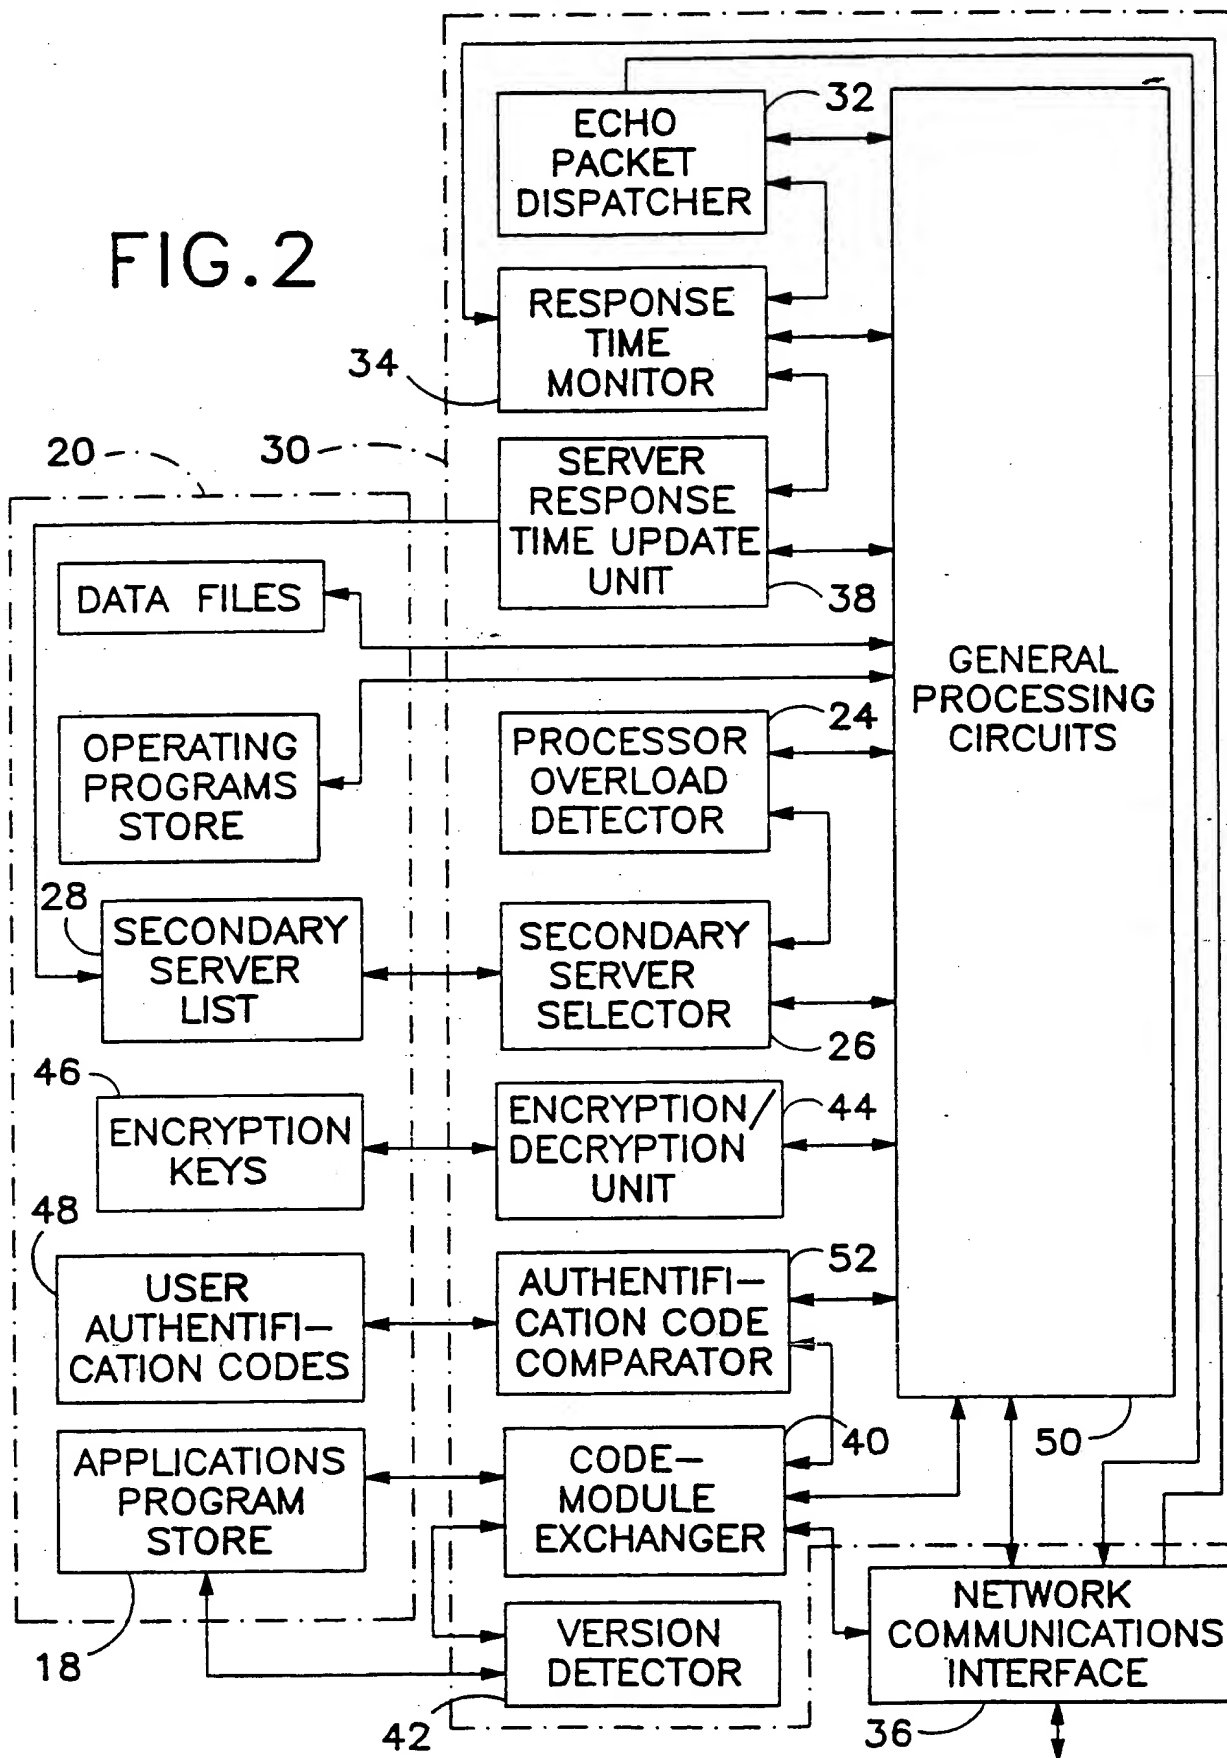 32
ECHO
PACKET
DISPATCHER
FIG.2
RESPONSE
TIME
MONITOR
34
20
30
SERVER
RESPONSE
TIME UPDATE
UNIT
38
DATA FILES
GENERAL
PROCESSING
CIRCUITS
24
OPERATING
PROGRAMS
STORE
PROCESSOR
OVERLOAD
DETECTOR
28
SECONDARY
SERVER
LIST
SECONDARY
SERVER
SELECTOR
26
46
ENCRYPTION
KEYS
ENCRYPTION/
DECRYPTION
UNIT
44
48
USER
AUTHENTIFI-
CATION CODES
52
AUTHENTIFI-
CATION CODE
COMPARATOR
50
40
APPLICATIONS
PROGRAM
STORE
CODE-
MODULE
EXCHANGER
18
VERSION
DETECTOR
42
NETWORK
COMMUNICATIONS
INTERFACE
36